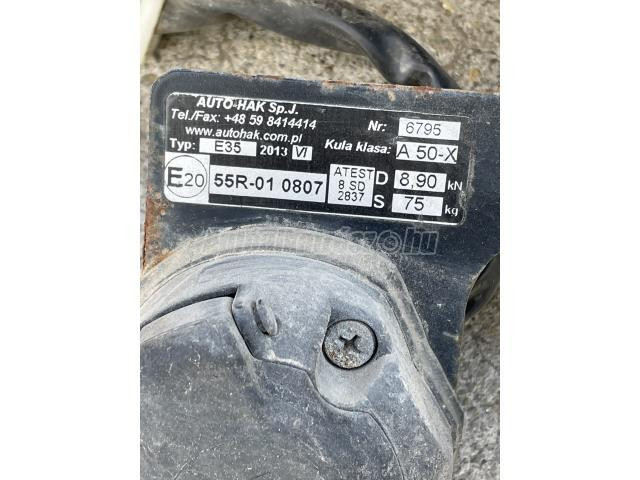 AUTO-HAK Sp.J.
Tel./Fax: +48 59 8414414
www.autohak.com.pl
Nr: 6795
Typ: E35 2013 VI Kula klasa: A 50-X
E20 55R-01 0807 ATEST 8 SD 2837 D 8,90 kN
S 75 kg